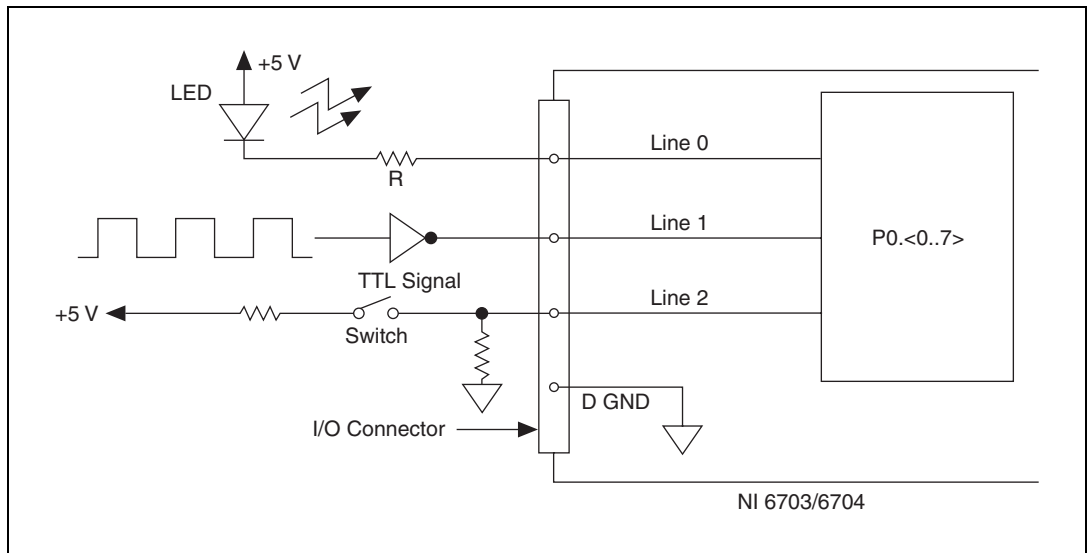 +5 V
LED
R
Line 0
Line 1
P0.<0..7>
TTL Signal
Line 2
+5 V
Switch
D GND
I/O Connector
NI 6703/6704